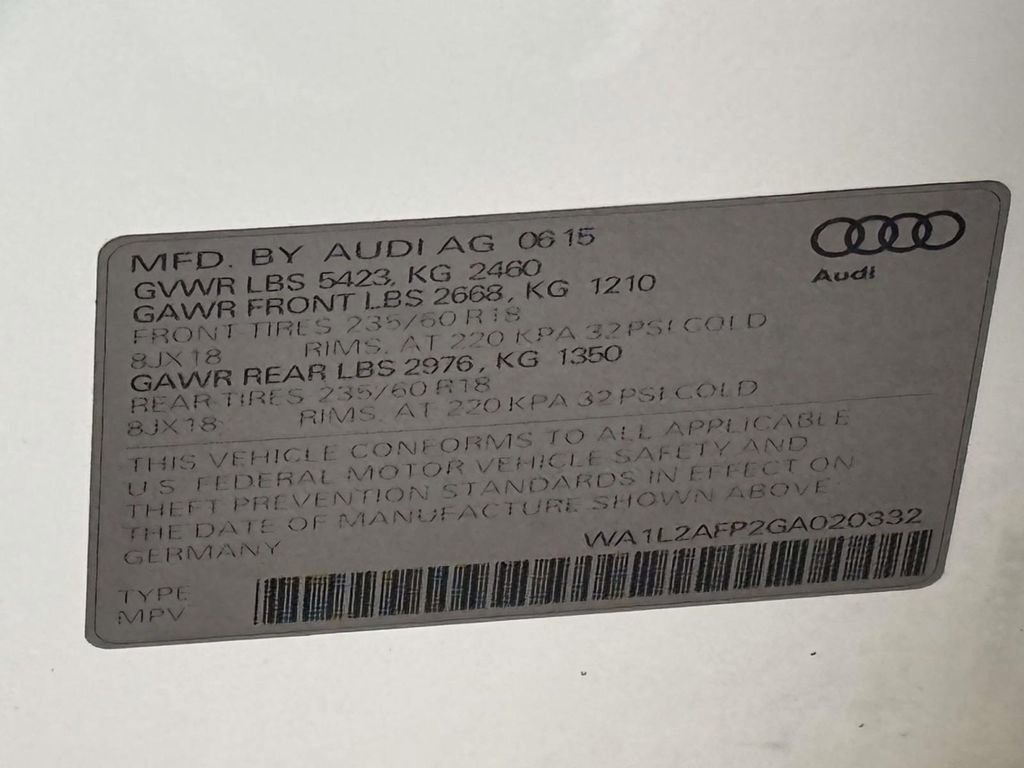 MFD. BY AUDI AG 0615
GVWR LBS 5423, KG 2460
GAWR FRONT LBS 2668, KG 1210
FRONT TIRES 235/60 R18
8JX18 RIMS, AT 220 KPA 32 PSI COLD
GAWR REAR LBS 2976, KG 1350
REAR TIRES 235/60 R18
8JX18 RIMS, AT 220 KPA 32 PSI COLD
THIS VEHICLE CONFORMS TO ALL APPLICABLE
U.S. FEDERAL MOTOR VEHICLE SAFETY AND
THEFT PREVENTION STANDARDS IN EFFECT ON
THE DATE OF MANUFACTURE SHOWN ABOVE
GERMANY
WA1L2AFP2GA020332
TYPE
MPV
Audi